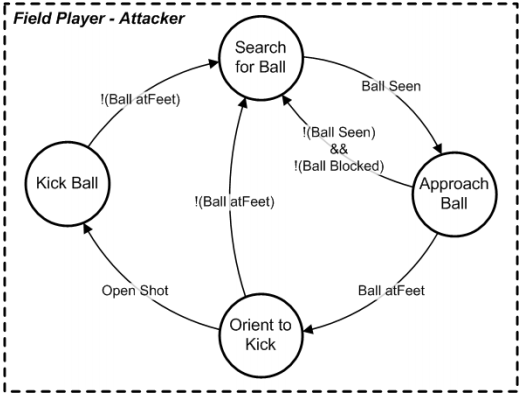 Field Player - Attacker
Search
for Ball
!(Ball atFeet)
Ball Seen
!(Ball Seen)
&&
!(Ball Blocked)
Kick Ball
Approach
Ball
!(Ball atFeet)
Open Shot
Ball atFeet
Orient to
Kick